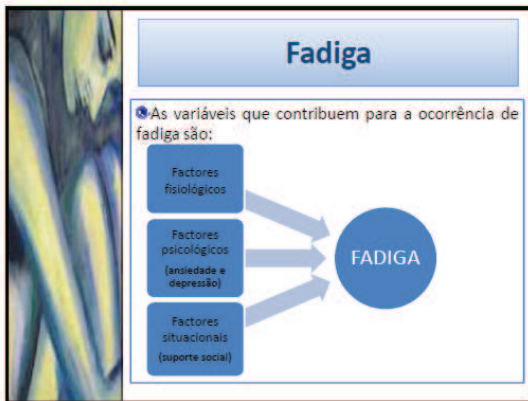 Fadiga
As variáveis que contribuem para a ocorrência de
fadiga são:
Factores
fisiológicos
Factores
psicológicos
(ansiedade e
depressão)
Factores
situacionais
(suporte social)
FADIGA